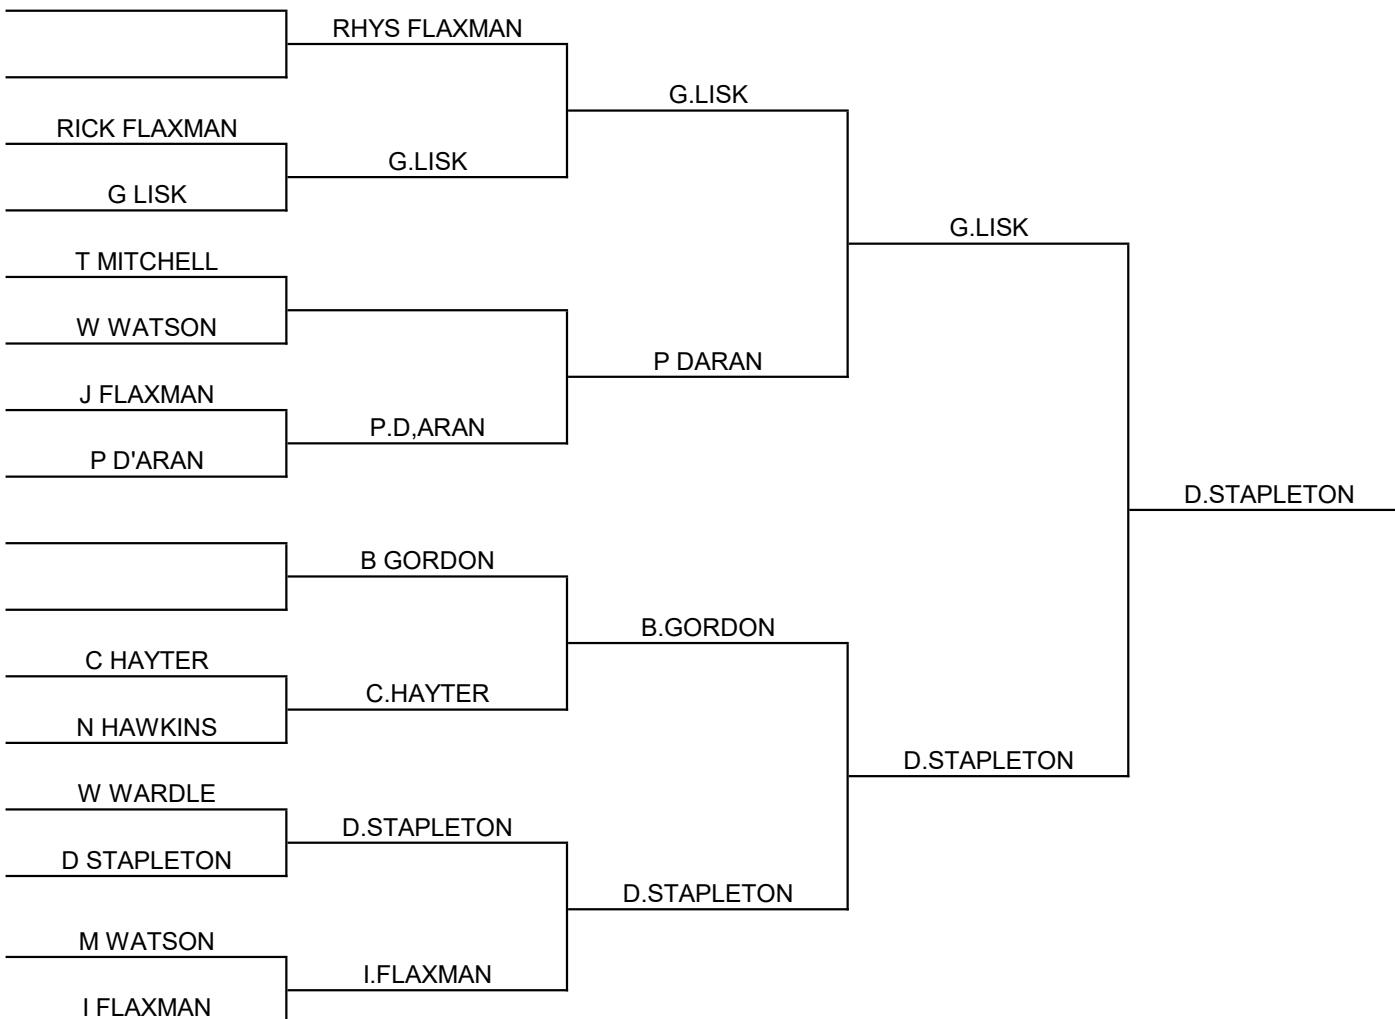 RHYS FLAXMAN
G.LISK
RICK FLAXMAN
G.LISK
G LISK
G.LISK
T MITCHELL
W WATSON
P DARAN
J FLAXMAN
P.D,ARAN
P D'ARAN
D.STAPLETON
B GORDON
B.GORDON
C HAYTER
C.HAYTER
N HAWKINS
D.STAPLETON
W WARDLE
D.STAPLETON
D STAPLETON
D.STAPLETON
M WATSON
I.FLAXMAN
I FLAXMAN